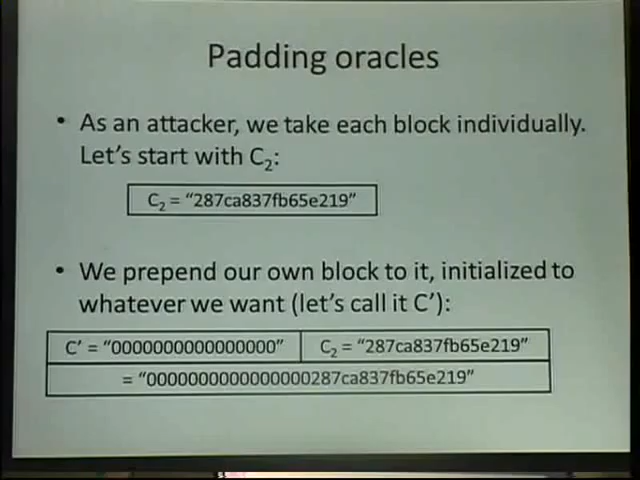 Padding oracles
• As an attacker, we take each block individually.
Let's start with C₂:
C₂ = "287ca837fb65e219"
• We prepend our own block to it, initialized to
whatever we want (let's call it C'):
C' = "0000000000000000" C₂ = "287ca837fb65e219"
= "0000000000000000287ca837fb65e219"